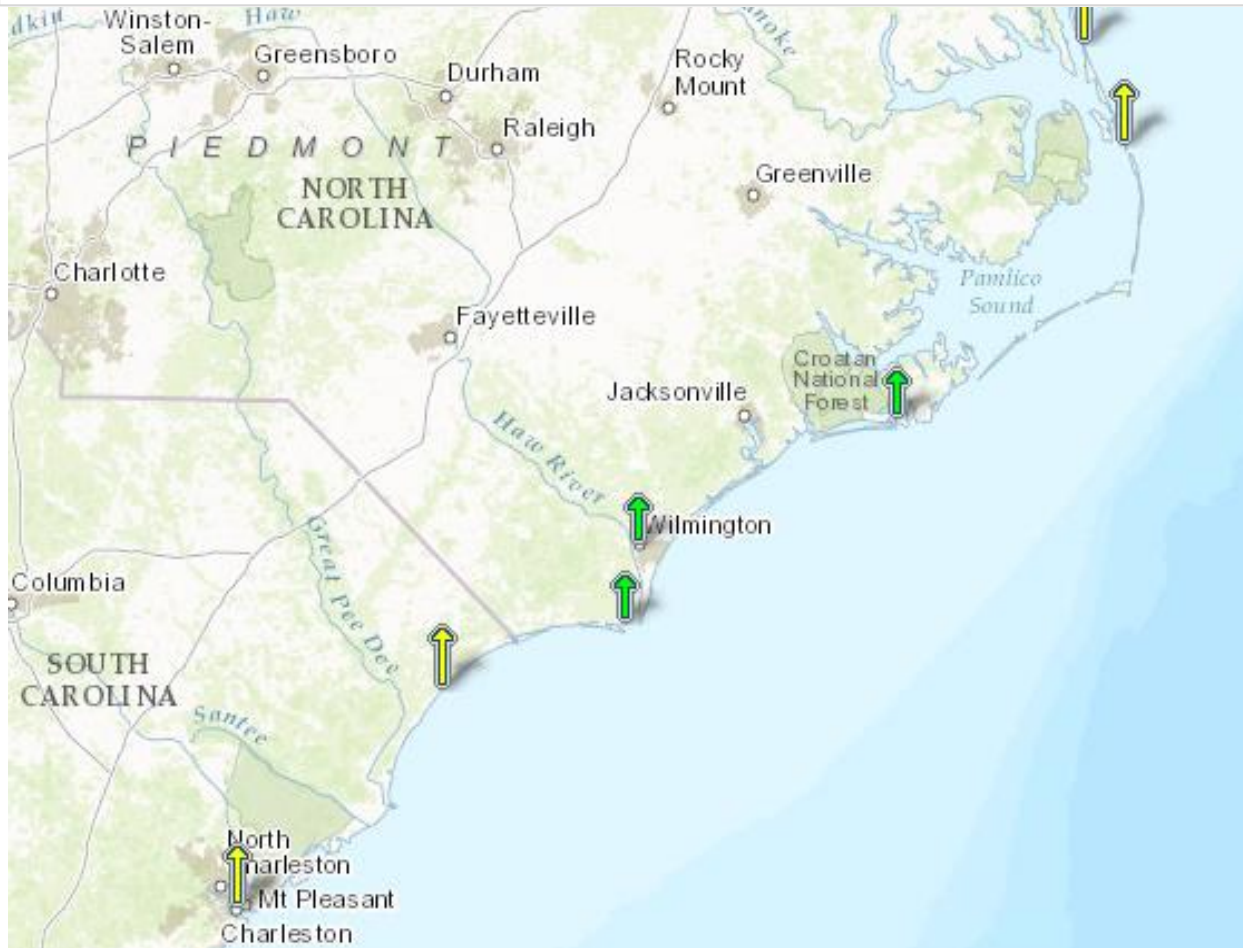 Winston-
Salem
Haw
Greensboro
Durham
Rocky
Mount
Raleigh
PIEDMONT
NORTH
CAROLINA
Greenville
Charlotte
Pamlico
Sound
Fayetteville
Croatan
National
Forest
Jacksonville
Haw River
Wilmington
Great Pee Dee
Columbia
SOUTH
CAROLINA
Santee
North
Charleston
Mt Pleasant
Charleston